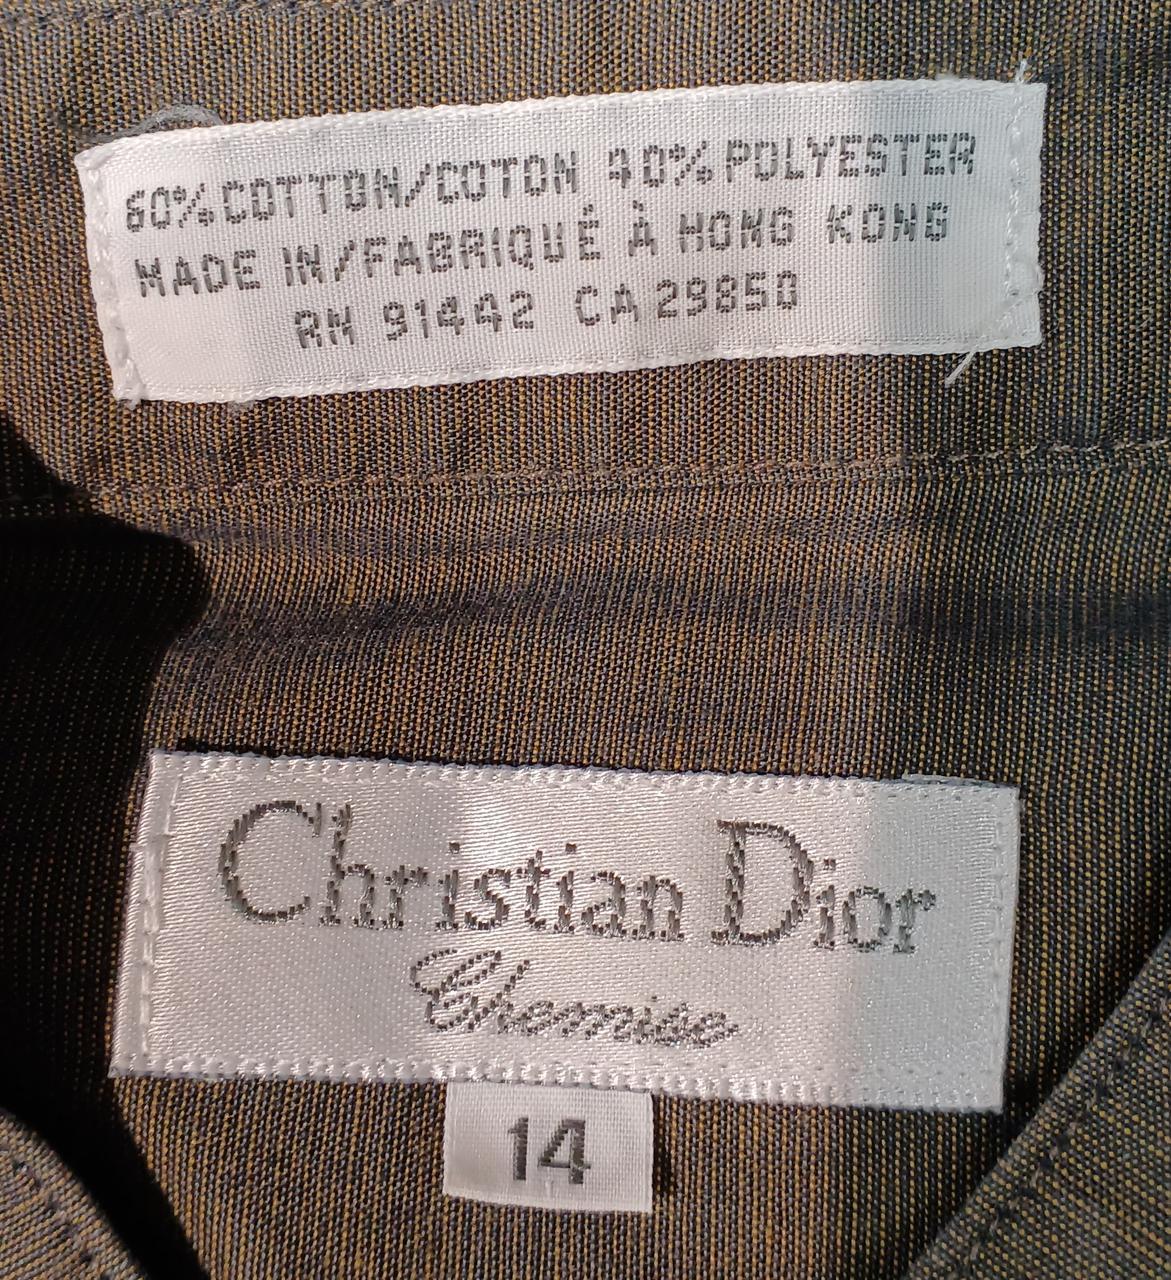 60% COTTON/COTON 40% POLYESTER
MADE IN/FABRIQUÉ À HONG KONG
RN 91442 CA 29850
Christian Dior
Chemise
14